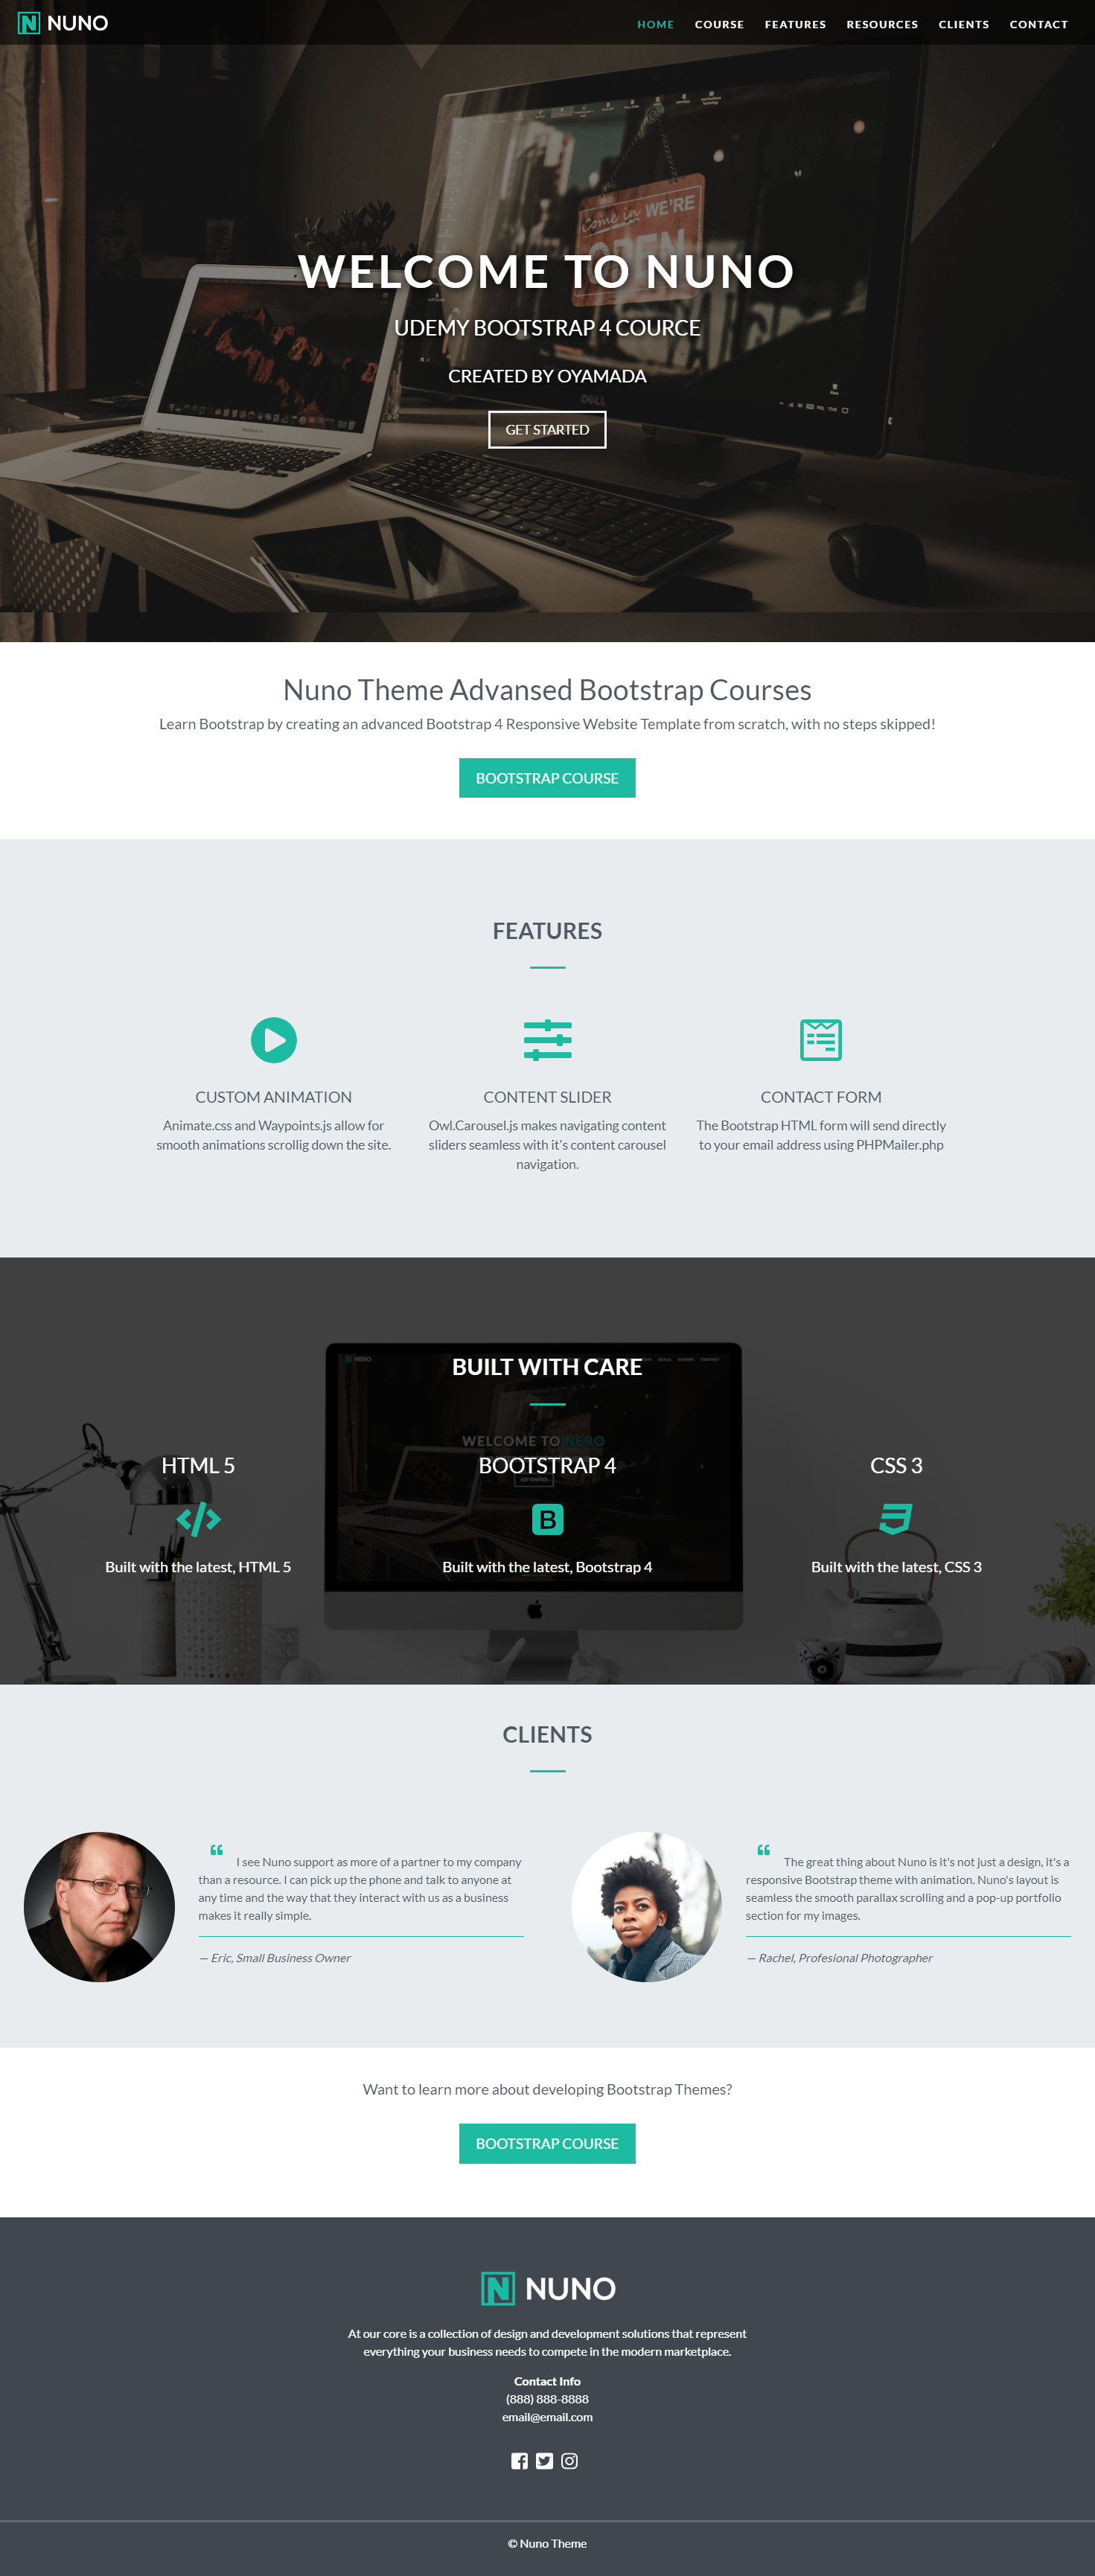 NUNO
HOME COURSE FEATURES RESOURCES CLIENTS CONTACT
come in WE'RE
OPEN
DELL
WELCOME TO NUNO
UDEMY BOOTSTRAP 4 COURCE
CREATED BY OYAMADA
GET STARTED
Nuno Theme Advansed Bootstrap Courses
Learn Bootstrap by creating an advanced Bootstrap 4 Responsive Website Template from scratch, with no steps skipped!
BOOTSTRAP COURSE
FEATURES
CUSTOM ANIMATION
Animate.css and Waypoints.js allow for
smooth animations scrollig down the site.
CONTENT SLIDER
Owl.Carousel.js makes navigating content
sliders seamless with it's content carousel
navigation.
CONTACT FORM
The Bootstrap HTML form will send directly
to your email address using PHPMailer.php
BUILT WITH CARE
WELCOME TO NERO
GET STARTED
HTML 5
Built with the latest, HTML 5
BOOTSTRAP 4
B
Built with the latest, Bootstrap 4
CSS 3
Built with the latest, CSS 3
CLIENTS
“ I see Nuno support as more of a partner to my company
than a resource. I can pick up the phone and talk to anyone at
any time and the way that they interact with us as a business
makes it really simple.
— Eric, Small Business Owner
“ The great thing about Nuno is it's not just a design, it's a
responsive Bootstrap theme with animation. Nuno's layout is
seamless the smooth parallax scrolling and a pop-up portfolio
section for my images.
— Rachel, Profesional Photographer
Want to learn more about developing Bootstrap Themes?
BOOTSTRAP COURSE
NUNO
At our core is a collection of design and development solutions that represent
everything your business needs to compete in the modern marketplace.
Contact Info
(888) 888-8888
email@email.com
© Nuno Theme